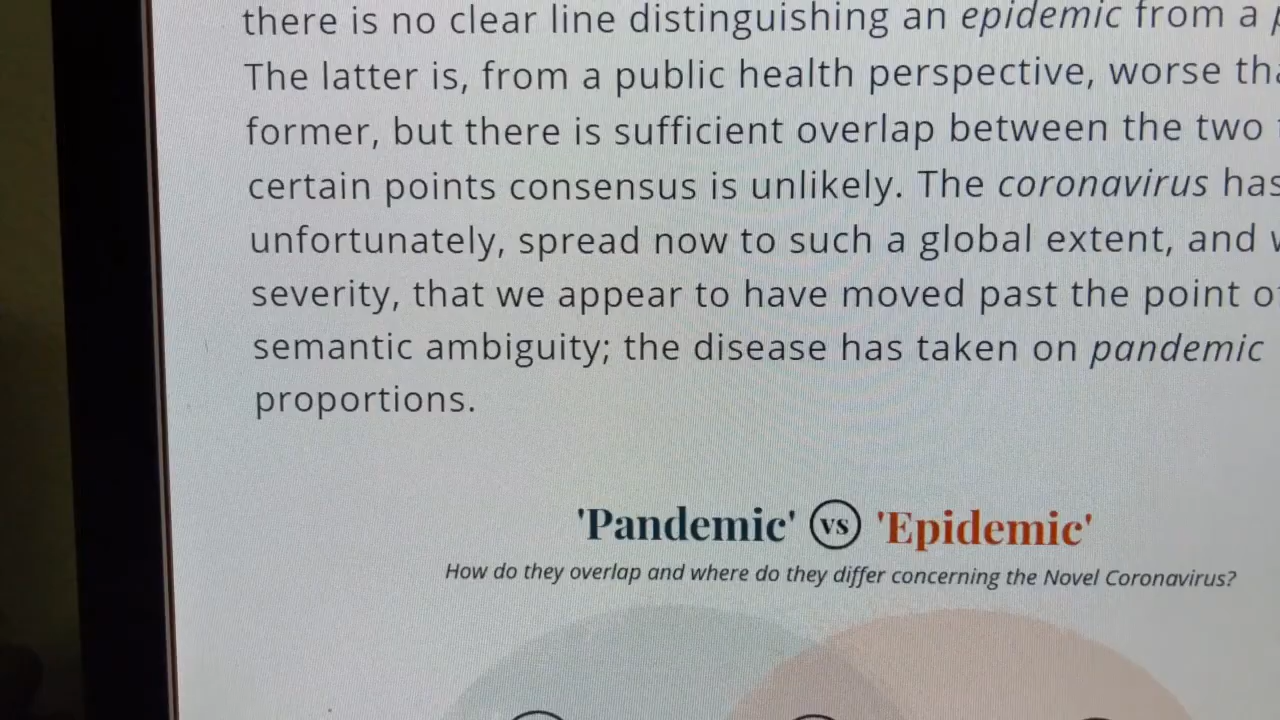 there is no clear line distinguishing an epidemic from a
The latter is, from a public health perspective, worse
former, but there is sufficient overlap between the two
certain points consensus is unlikely. The coronavirus has
unfortunately, spread now to such a global extent, and
severity, that we appear to have moved past the point
semantic ambiguity; the disease has taken on pandemic
proportions.
'Pandemic' vs 'Epidemic'
How do they overlap and where do they differ concerning the Novel Coronavirus?